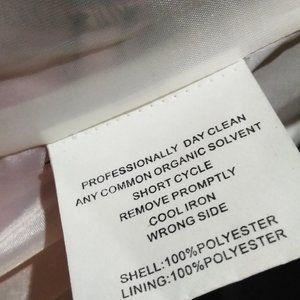 PROFESSIONALLY DAY CLEAN
ANY COMMON ORGANIC SOLVENT
SHORT CYCLE
REMOVE PROMPTLY
COOL IRON
WRONG SIDE
SHELL:100%POLYESTER
LINING:100%POLYESTER